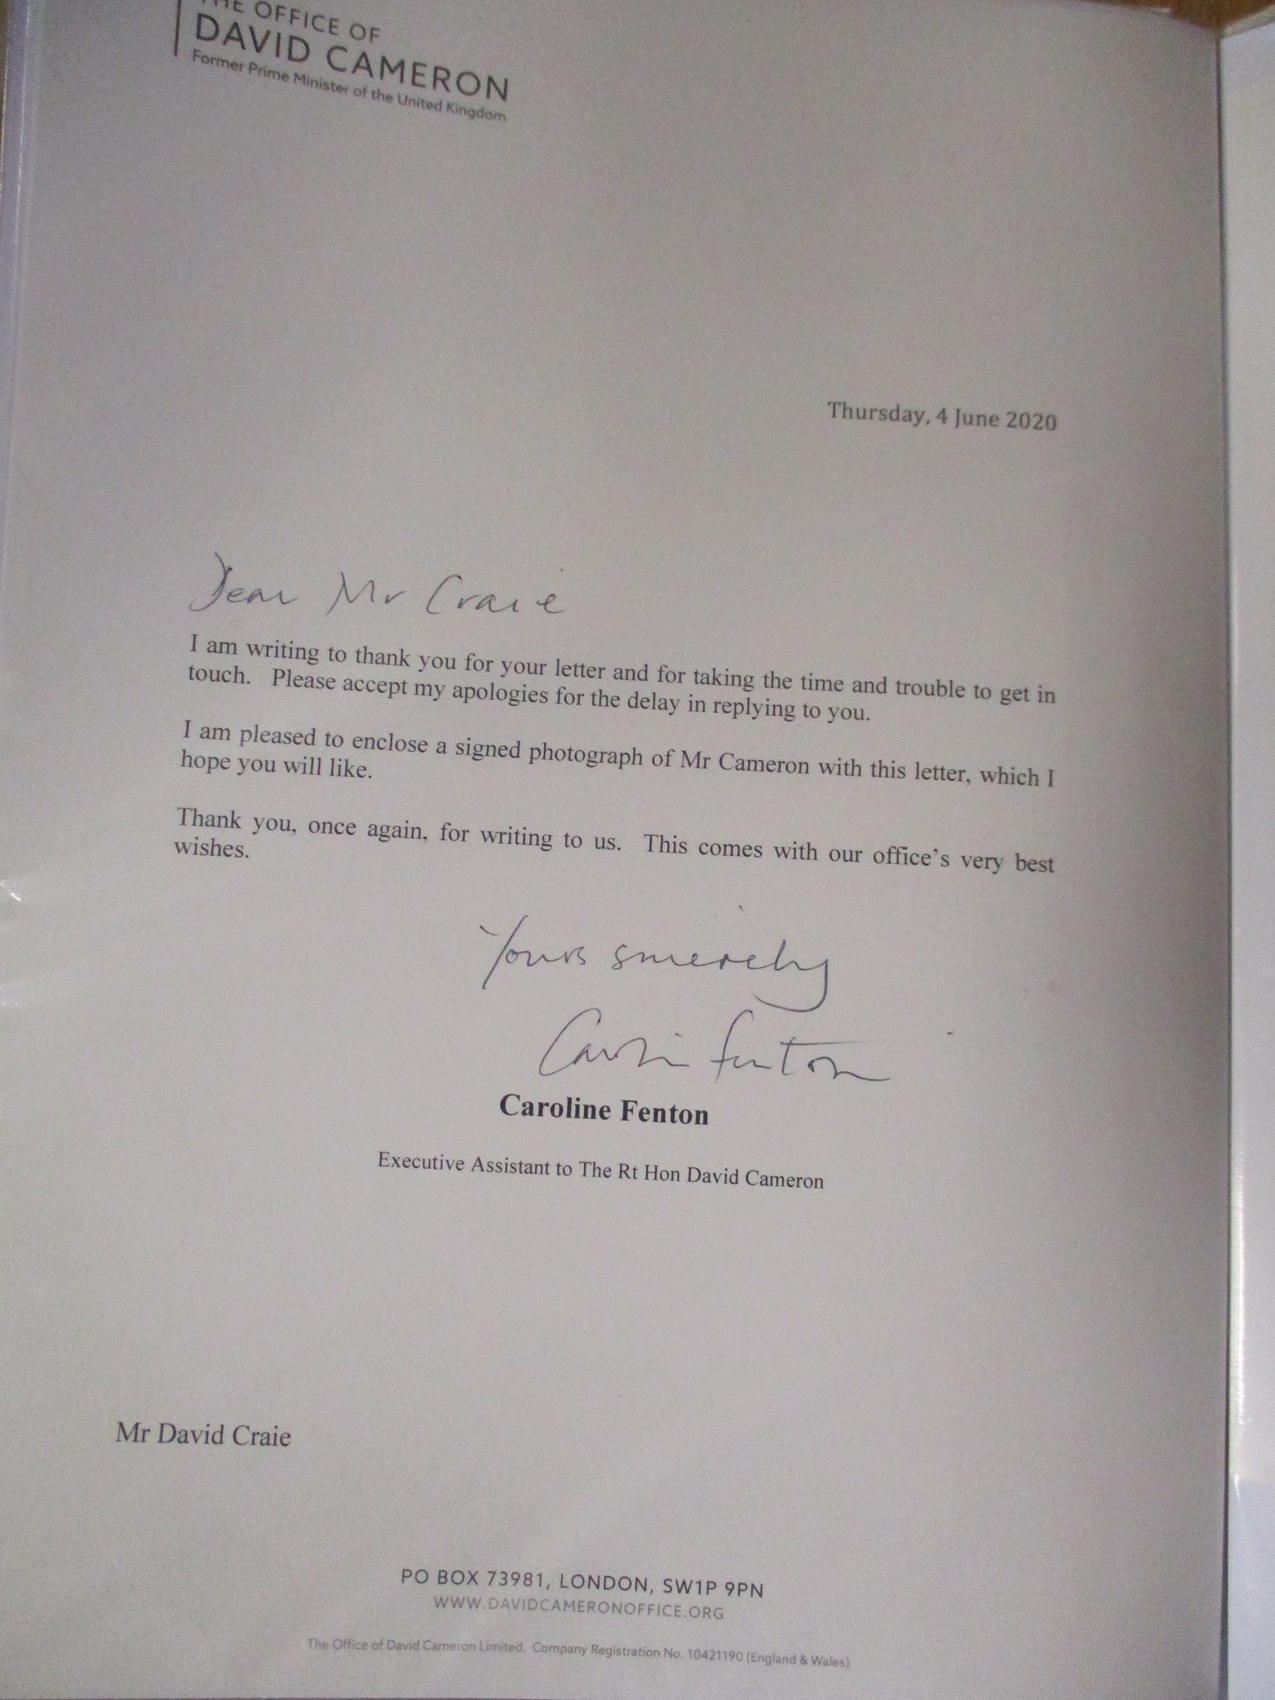 THE OFFICE OF
DAVID CAMERON
Former Prime Minister of the United Kingdom
Thursday, 4 June 2020
Dear Mr Craie
I am writing to thank you for your letter and for taking the time and trouble to get in
touch. Please accept my apologies for the delay in replying to you.
I am pleased to enclose a signed photograph of Mr Cameron with this letter, which I
hope you will like.
Thank you, once again, for writing to us. This comes with our office's very best
wishes.
Yours sincerely
Caroline Fenton
Caroline Fenton
Executive Assistant to The Rt Hon David Cameron
Mr David Craie
PO BOX 73981, LONDON, SW1P 9PN
WWW.DAVIDCAMERONOFFICE.ORG
The Office of David Cameron Limited. Company Registration No. 10421190 (England & Wales)